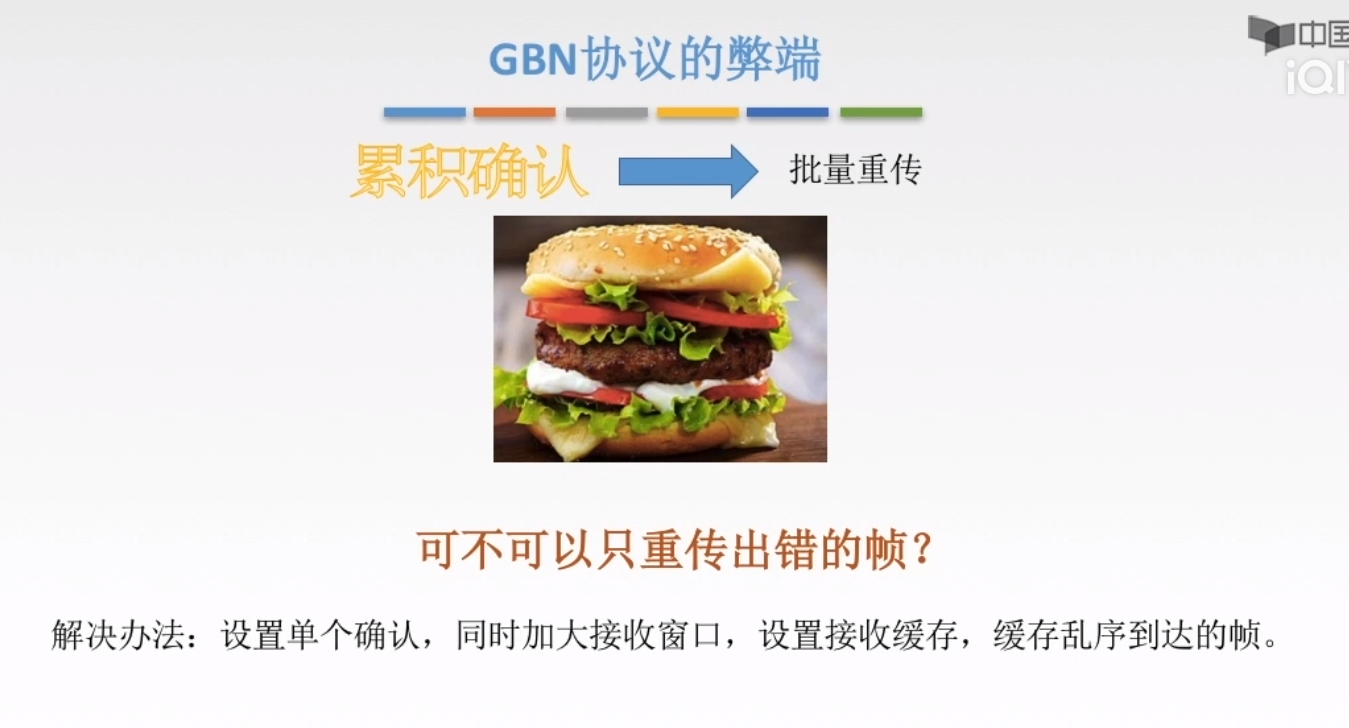 GBN协议的弊端
中国
iQI
累积确认
批量重传
可不可以只重传出错的帧？
解决办法：设置单个确认，同时加大接收窗口，设置接收缓存，缓存乱序到达的帧。